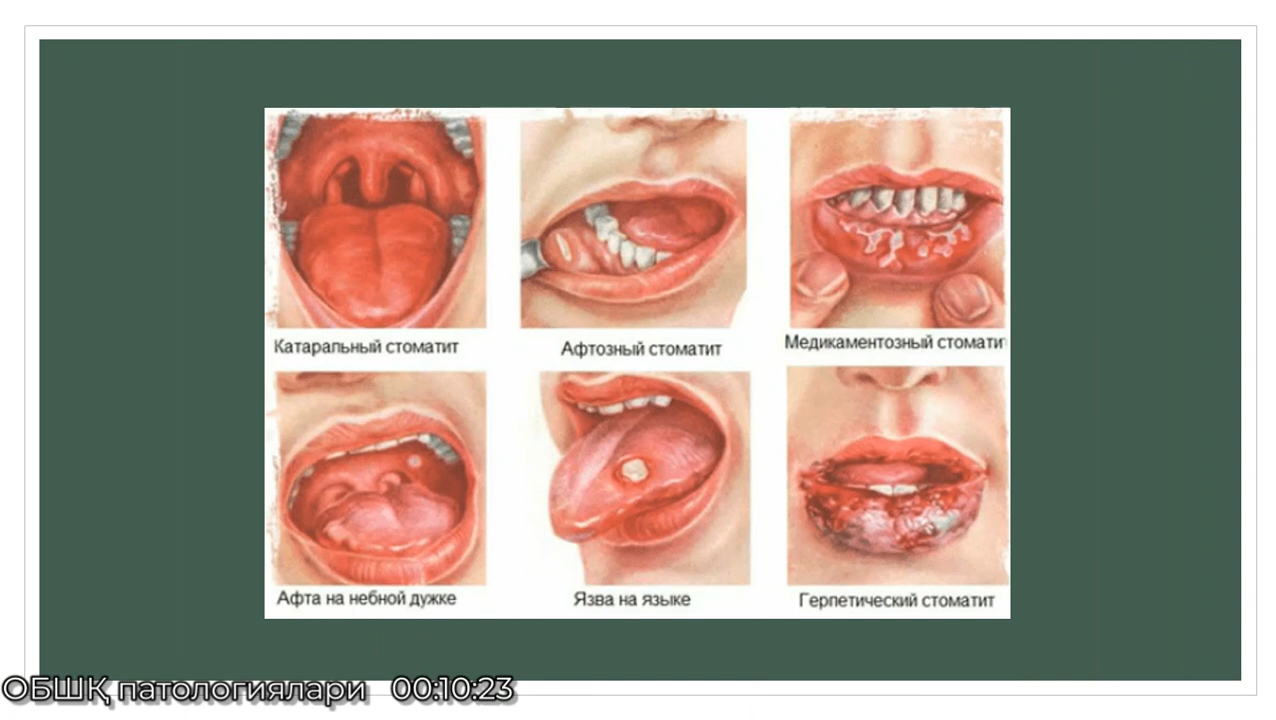 Катаральный стоматит
Афтозный стоматит
Медикаментозный стомати
Афта на небной дужке
Язва на языке
Герпетический стоматит
ОБШҚ патологиялари 00:10:23